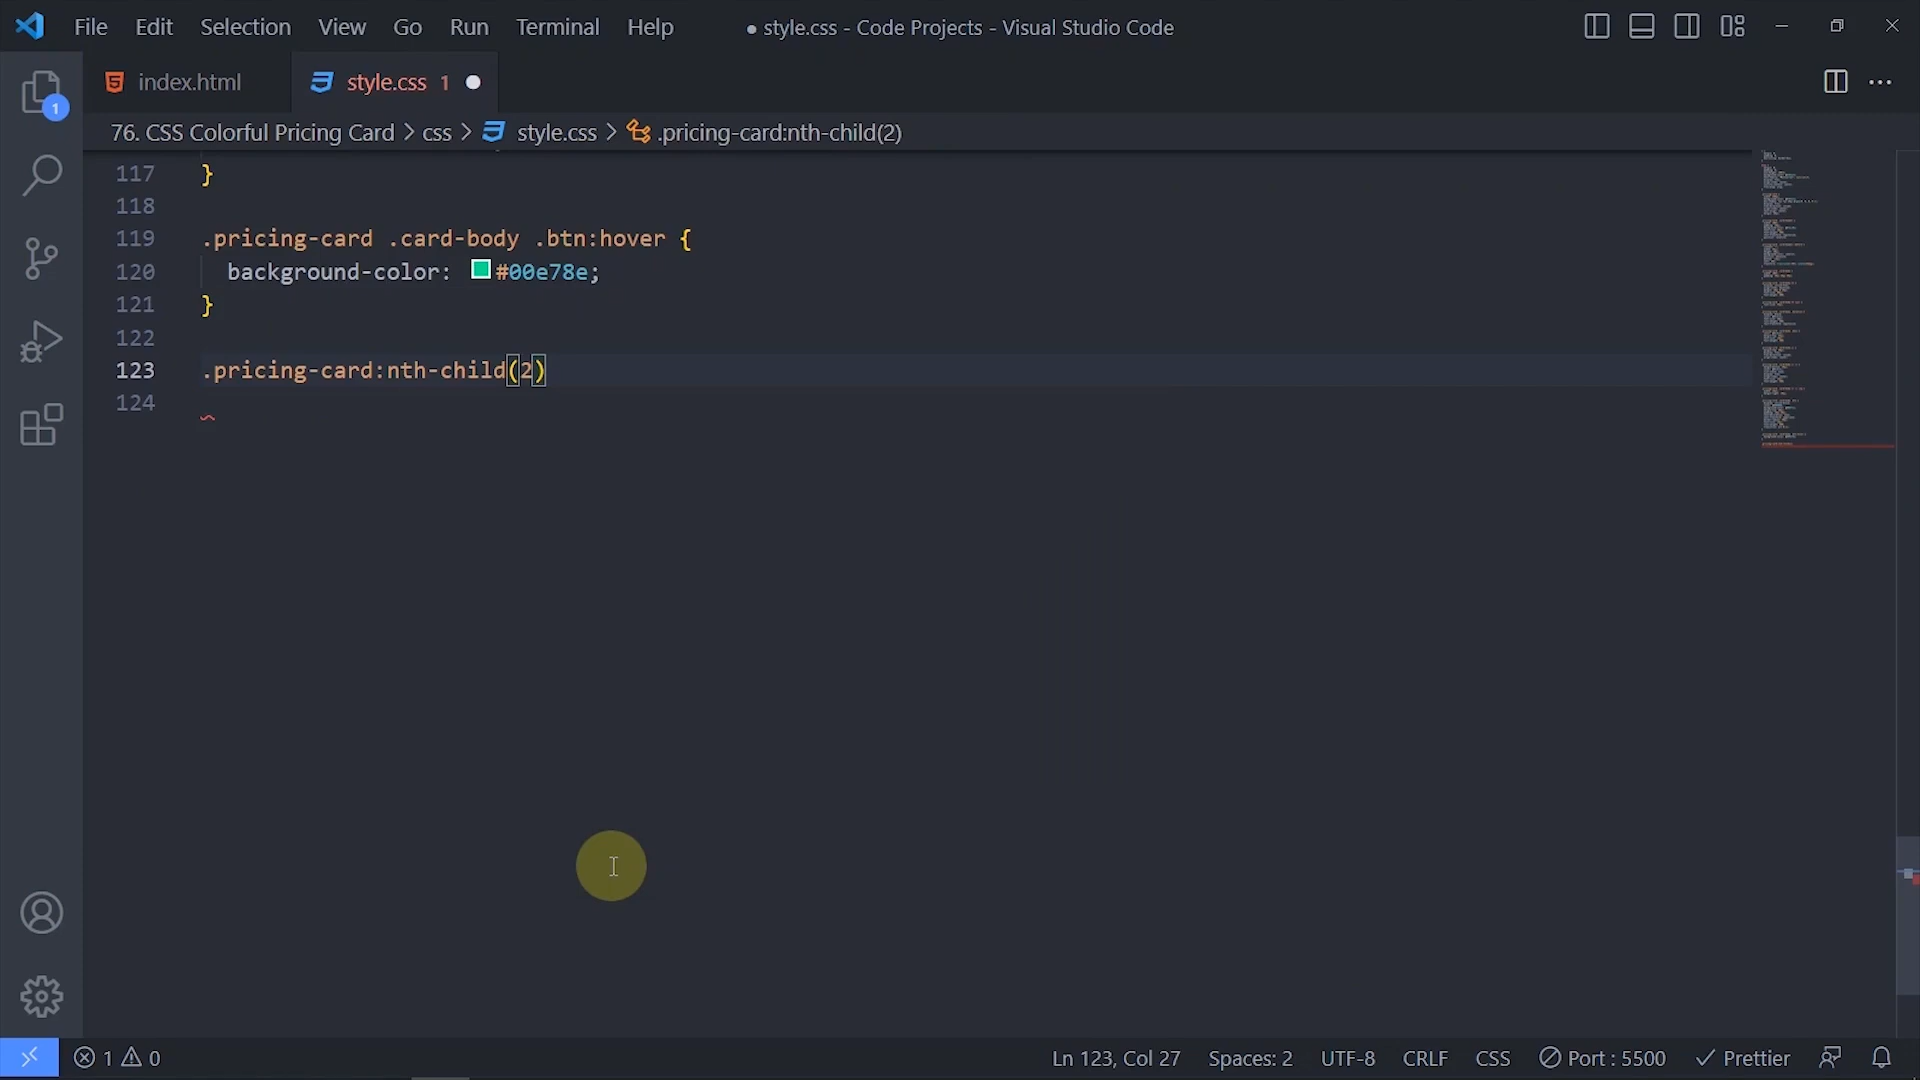 File Edit Selection View Go Run Terminal Help ● style.css - Code Projects - Visual Studio Code
index.html style.css 1 ●
76. CSS Colorful Pricing Card > css > style.css > .pricing-card:nth-child(2)
117 }
118
119 .pricing-card .card-body .btn:hover {
120 background-color: #00e78e;
121 }
122
123 .pricing-card:nth-child(2)
124
1
1 0 Ln 123, Col 27 Spaces: 2 UTF-8 CRLF CSS Port : 5500 Prettier